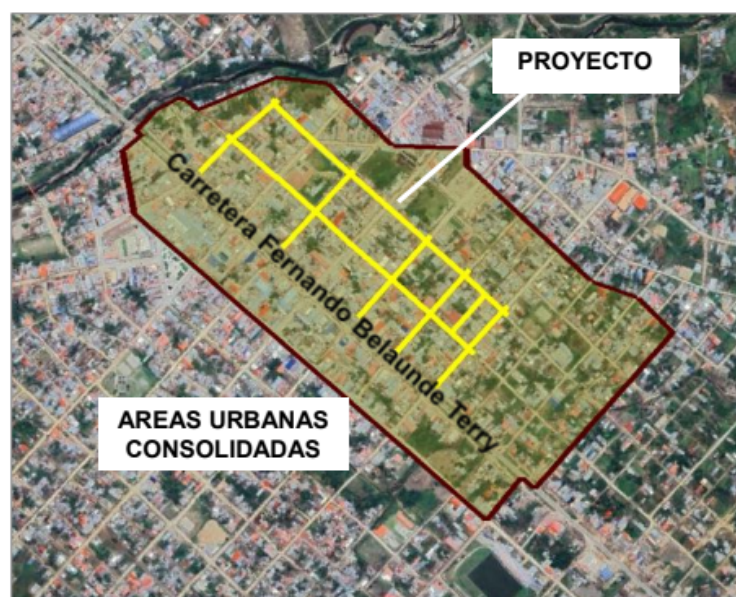 PROYECTO
Carretera Fernando Belaunde Terry
AREAS URBANAS
CONSOLIDADAS